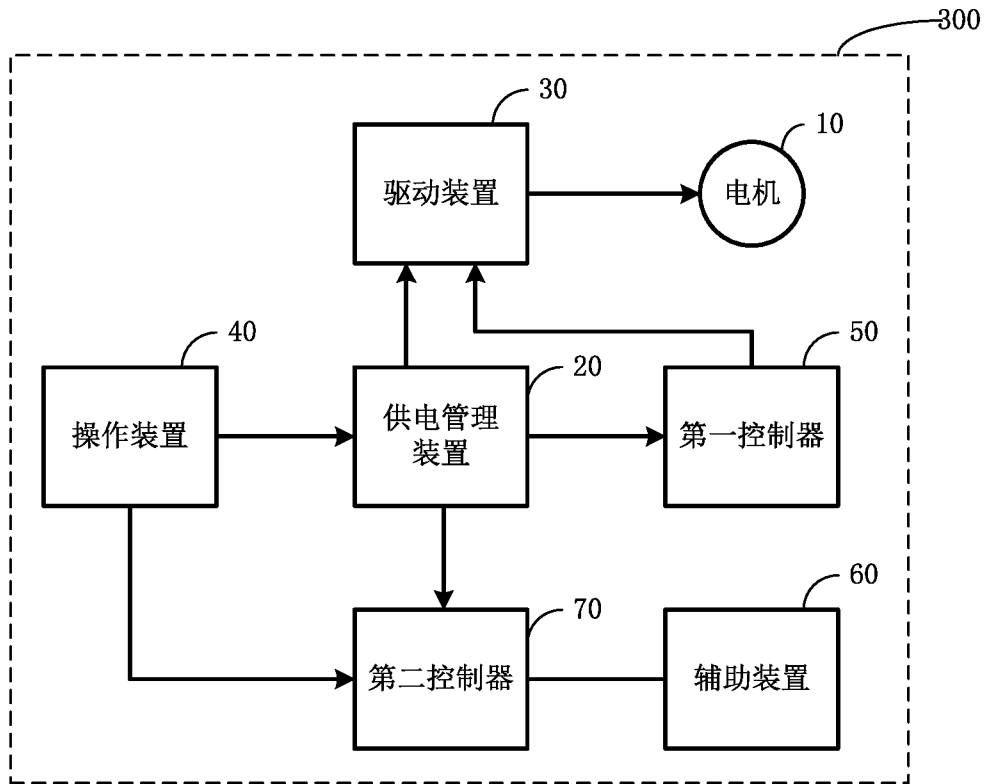 300
30
驱动装置
10
电机
40
操作装置
20
供电管理
装置
50
第一控制器
70
第二控制器
60
辅助装置